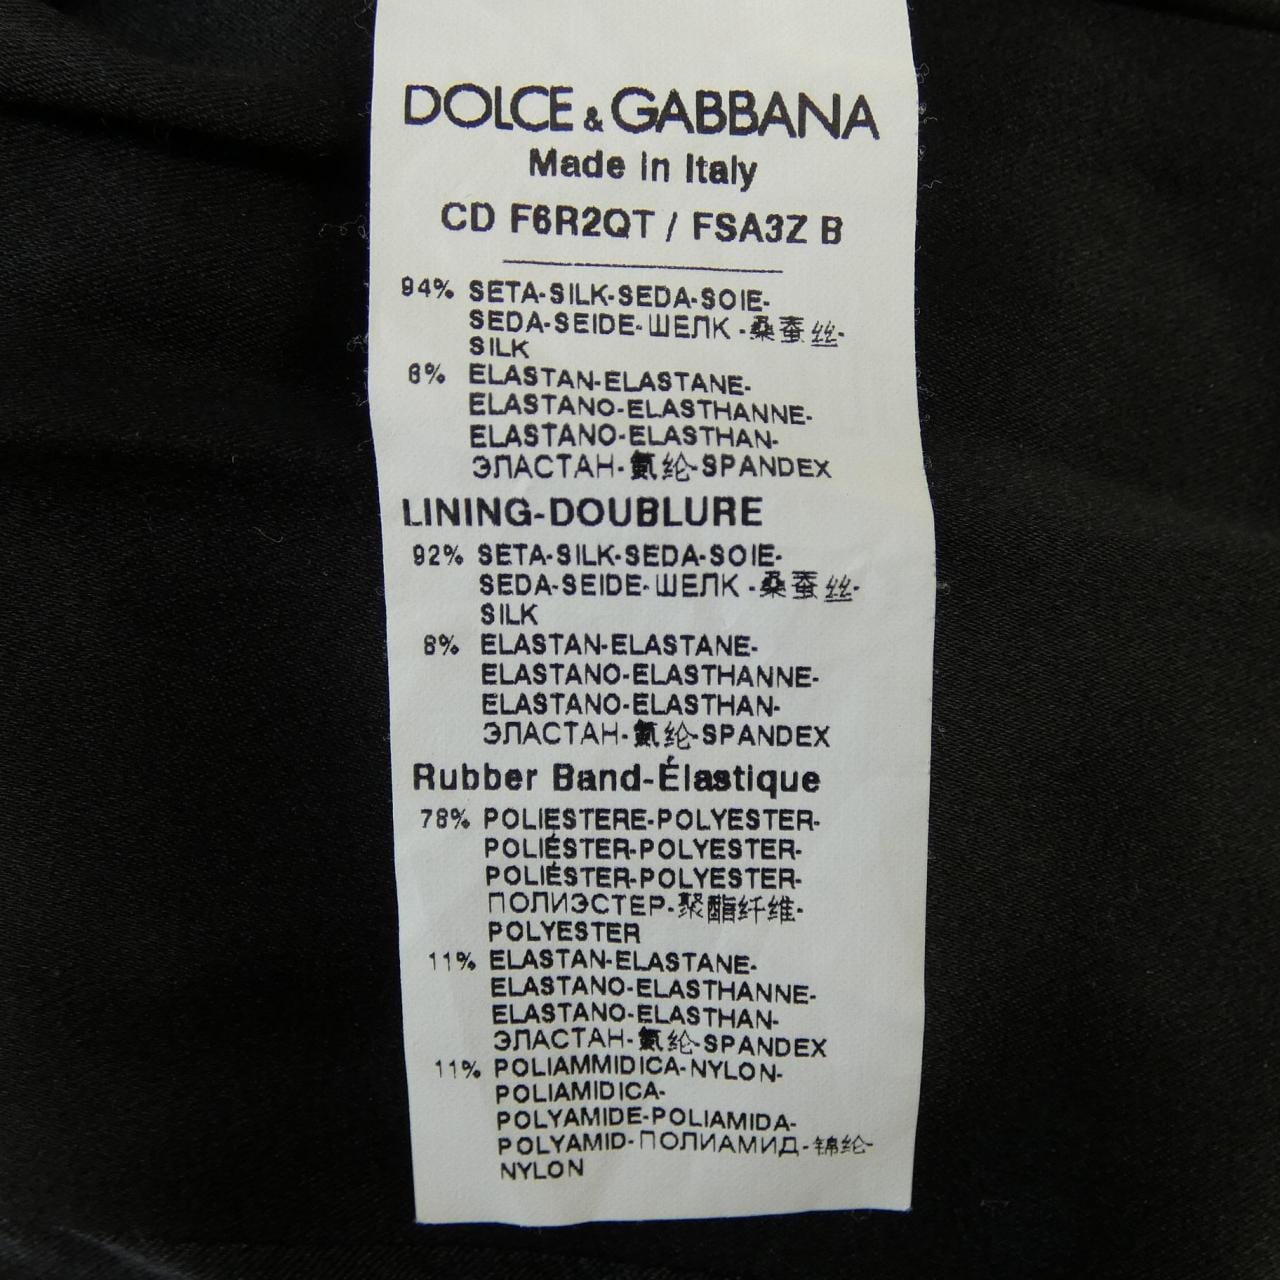 DOLCE & GABBANA
Made in Italy
CD F6R2QT / FSA3Z B
94% SETA-SILK-SEDA-SOIE-
SEDA-SEIDE-ШЕЛК-桑蚕丝-
SILK
6% ELASTAN-ELASTANE-
ELASTANO-ELASTHANNE-
ELASTANO-ELASTHAN-
ЭЛАСТАН-氨纶-SPANDEX
LINING-DOUBLURE
92% SETA-SILK-SEDA-SOIE-
SEDA-SEIDE-ШЕЛК-桑蚕丝-
SILK
8% ELASTAN-ELASTANE-
ELASTANO-ELASTHANNE-
ELASTANO-ELASTHAN-
ЭЛАСТАН-氨纶-SPANDEX
Rubber Band-Élastique
78% POLIESTERE-POLYESTER-
POLIÉSTER-POLYESTER-
POLIÉSTER-POLYESTER-
ПОЛИЭСТЕР-聚酯纤维-
POLYESTER
11% ELASTAN-ELASTANE-
ELASTANO-ELASTHANNE-
ELASTANO-ELASTHAN-
ЭЛАСТАН-氨纶-SPANDEX
11% POLIAMMIDICA-NYLON-
POLIAMIDICA-
POLYAMIDE-POLIAMIDA-
POLYAMID-ПОЛИАМИД-锦纶-
NYLON